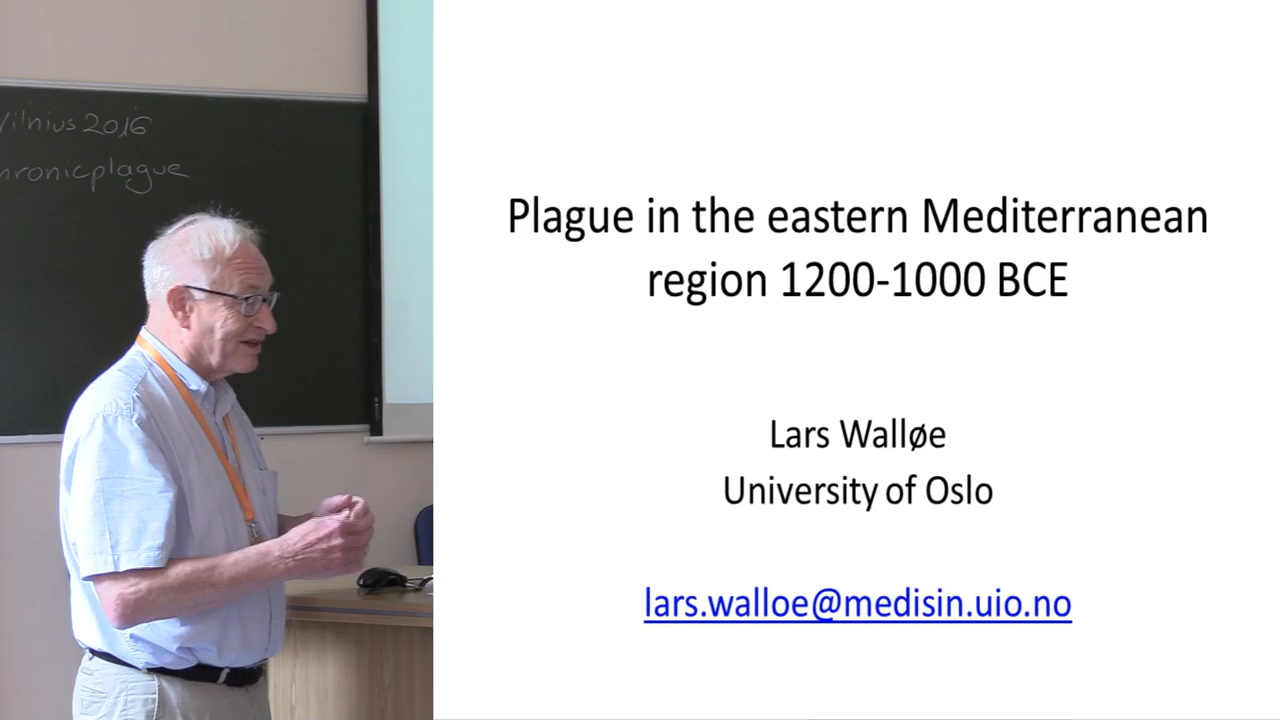 Vilnius 2016
hronicplague
Plague in the eastern Mediterranean
region 1200-1000 BCE
Lars Walløe
University of Oslo
lars.walloe@medisin.uio.no